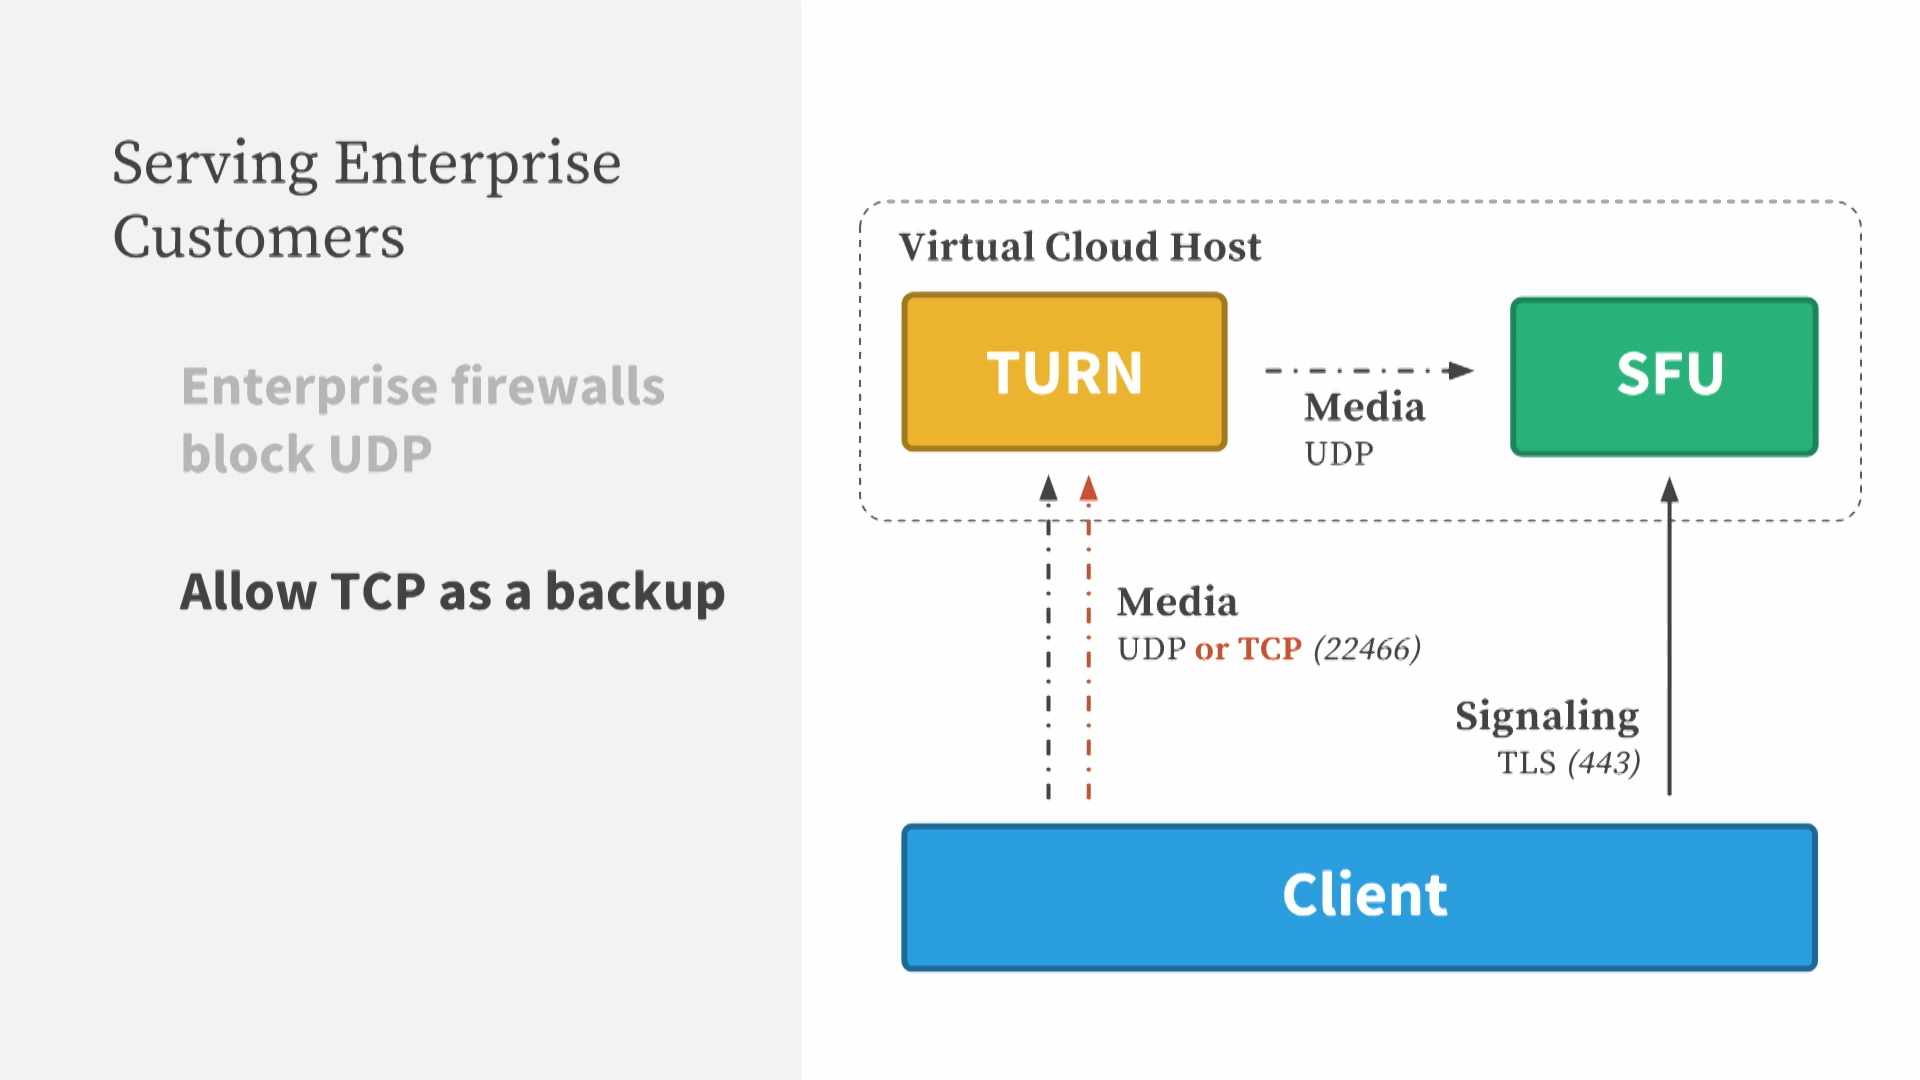 Serving Enterprise
Customers
Enterprise firewalls
block UDP
Allow TCP as a backup
Virtual Cloud Host
TURN
SFU
Media
UDP
Media
UDP or TCP (22466)
Signaling
TLS (443)
Client